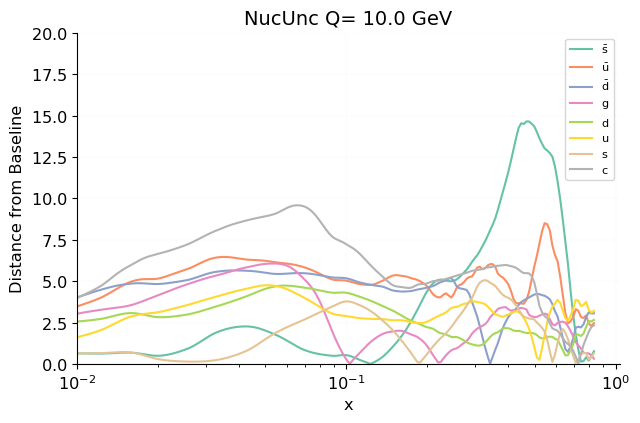 NucUnc Q= 10.0 GeV
20.0
17.5
15.0
12.5
10.0
7.5
5.0
2.5
0.0
Distance from Baseline
10⁻²
10⁻¹
10⁰
x
s̄
ū
d̄
g
d
u
s
c